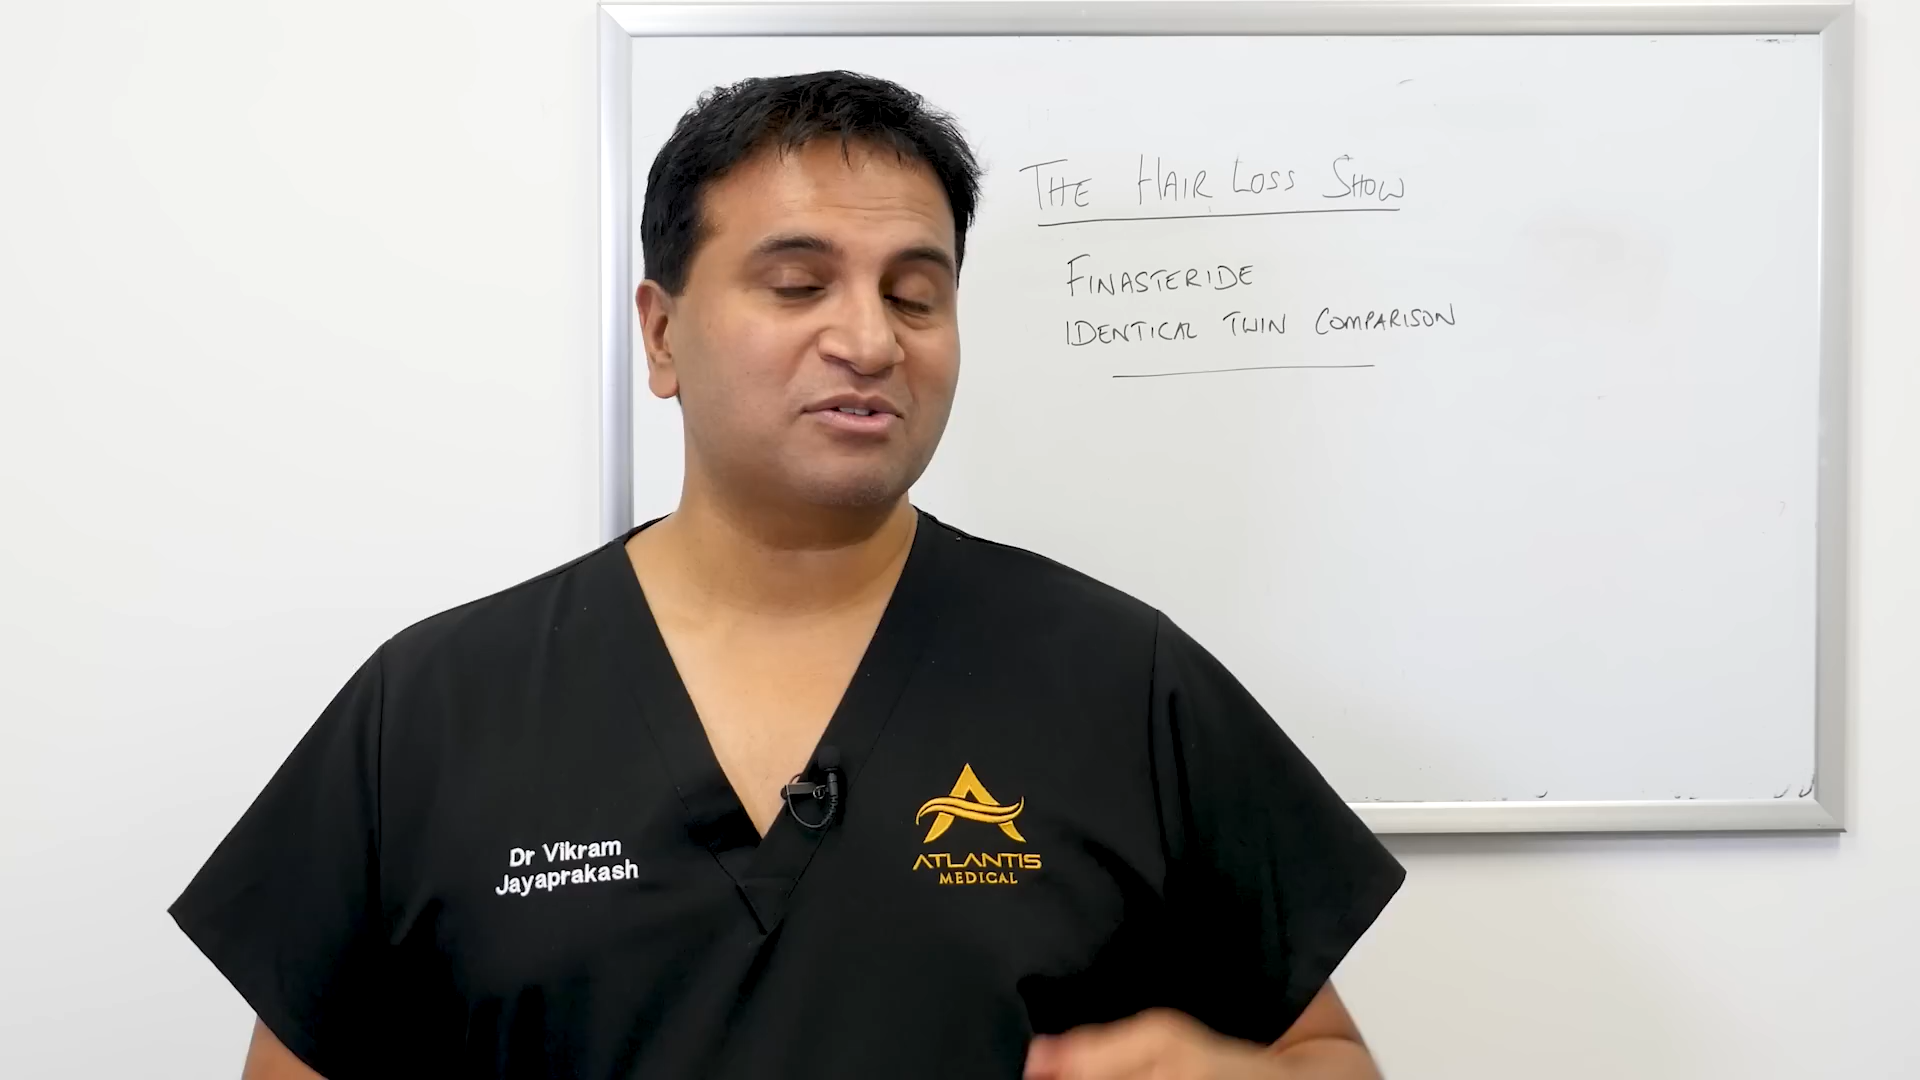 THE HAIR LOSS SHOW
FINASTERIDE
IDENTICAL TWIN COMPARISON
Dr Vikram
Jayaprakash
ATLANTIS
MEDICAL